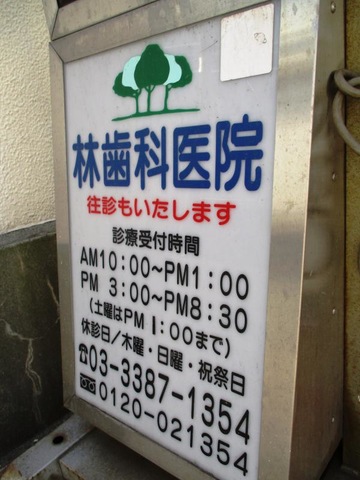 林歯科医院
往診もいたします
診療受付時間
AM10:00~PM1:00
PM 3:00~PM8:30
(土曜はPM1:00まで)
休診日/木曜・日曜・祝祭日
☎03-3387-1354
0120-021354